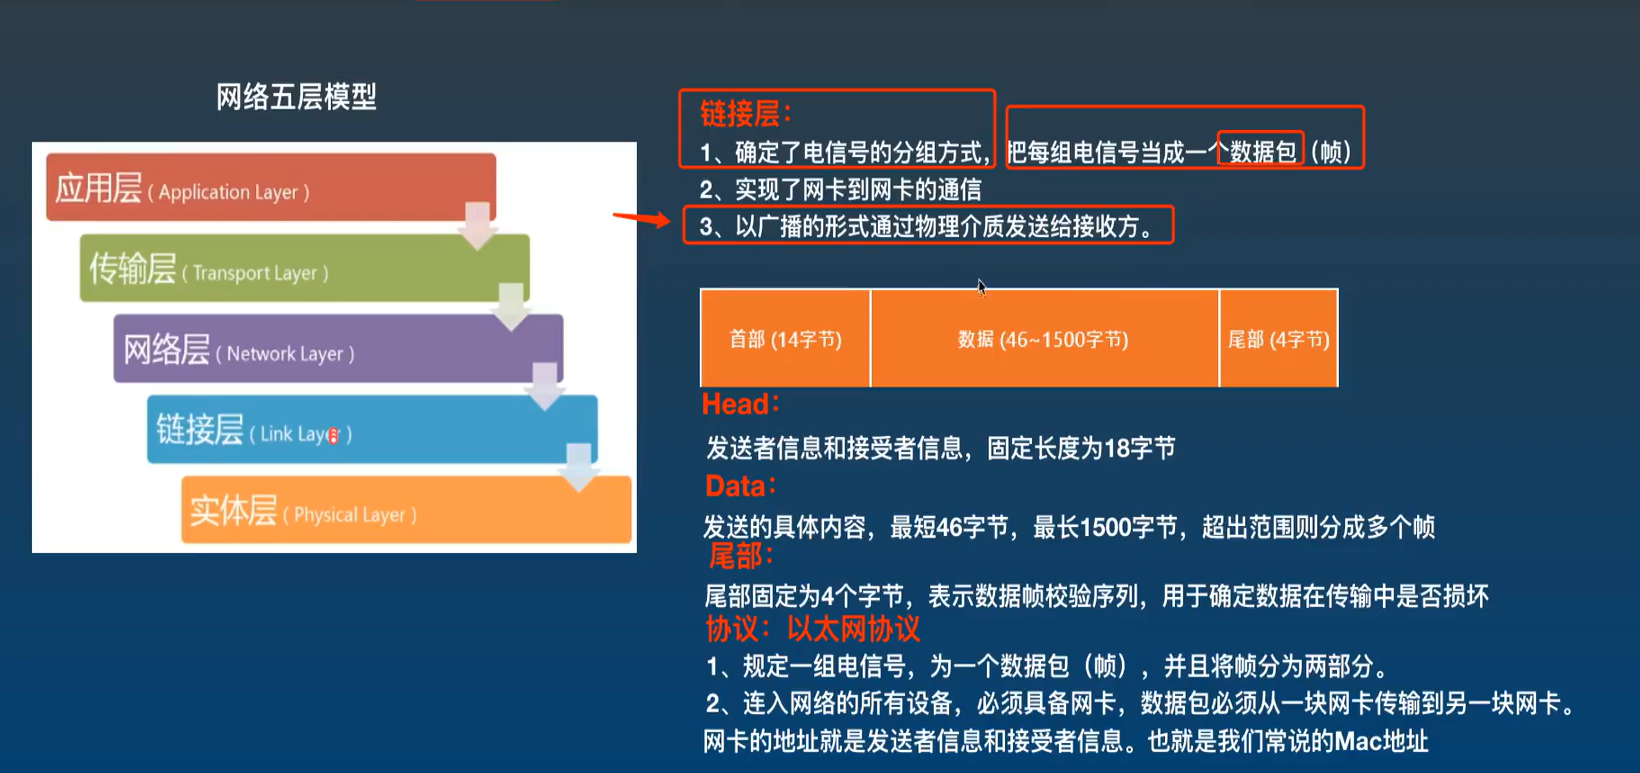 网络五层模型
应用层 ( Application Layer )
传输层 ( Transport Layer )
网络层 ( Network Layer )
链接层 ( Link Layer )
实体层 ( Physical Layer )
链接层：
1、确定了电信号的分组方式，把每组电信号当成一个数据包（帧）
2、实现了网卡到网卡的通信
3、以广播的形式通过物理介质发送给接收方。
首部 (14字节) 数据 (46~1500字节) 尾部 (4字节)
Head：
发送者信息和接受者信息，固定长度为18字节
Data：
发送的具体内容，最短46字节，最长1500字节，超出范围则分成多个帧
尾部：
尾部固定为4个字节，表示数据帧校验序列，用于确定数据在传输中是否损坏
协议：以太网协议
1、规定一组电信号，为一个数据包（帧），并且将帧分为两部分。
2、连入网络的所有设备，必须具备网卡，数据包必须从一块网卡传输到另一块网卡。
网卡的地址就是发送者信息和接受者信息。也就是我们常说的Mac地址